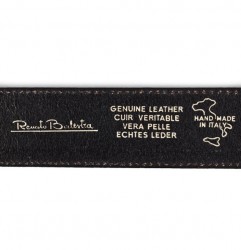 Renato Balestra
GENUINE LEATHER
CUIR VERITABLE
VERA PELLE
ECHTES LEDER
HAND MADE
IN ITALY